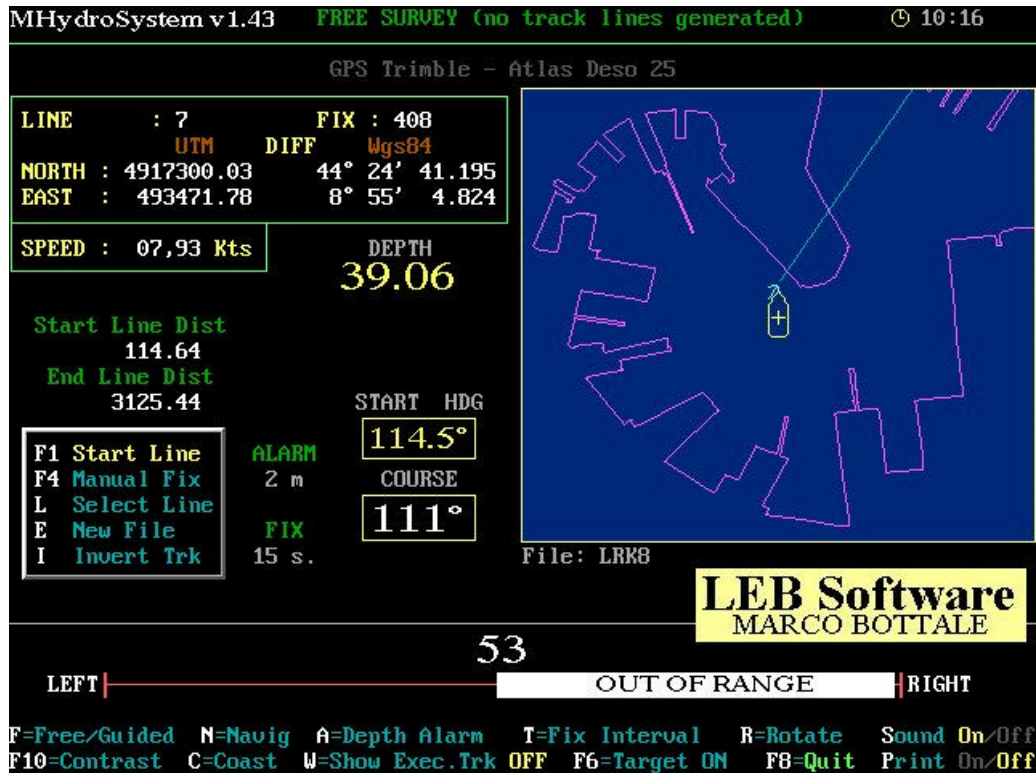 MHydroSystem v1.43 FREE SURVEY (no track lines generated) 10:16
GPS Trimble - Atlas Deso 25
LINE : 7 FIX : 408
UTM DIFF Wgs84
NORTH : 4917300.03 44° 24' 41.195
EAST : 493471.78 8° 55' 4.824
SPEED : 07,93 Kts
DEPTH
39.06
Start Line Dist
114.64
End Line Dist
3125.44
START HDG
114.5°
COURSE
111°
F1 Start Line
F4 Manual Fix
L Select Line
E New File
I Invert Trk
ALARM
2 m
FIX
15 s.
File: LRK8
LEB Software
MARCO BOTTALE
53
LEFT OUT OF RANGE RIGHT
F=Free/Guided N=Navig A=Depth Alarm T=Fix Interval R=Rotate Sound On/Off
F10=Contrast C=Coast W=Show Exec.Trk OFF F6=Target ON F8=Quit Print On/Off